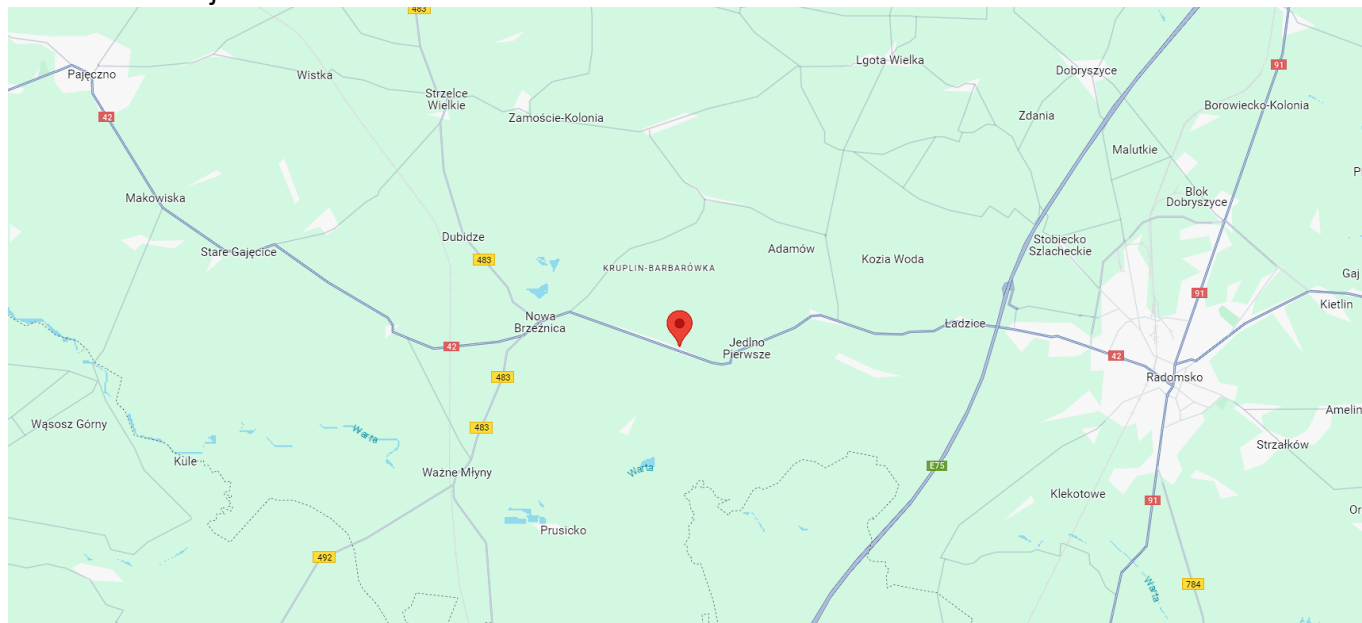 483
Pajęczno
Wistka
Lgota Wielka
Dobryszyce
91
Strzelce
Wielkie
Zamoście-Kolonia
Zdania
Borowiecko-Kolonia
42
Malutkie
Makowiska
Blok
Dobryszyce
Dubidze
Stare Gajęcice
483
Adamów
Kozia Woda
Stobiecko
Szlacheckie
KRUPLIN-BARBARÓWKA
Gaj
91
Kietlin
Nowa
Brzeźnica
Ładzice
42
Jedlno
Pierwsze
42
Radomsko
483
Wąsosz Górny
483
Warta
Amelin
Strzałków
Kule
Ważne Młyny
Warta
E75
Klekotowe
91
Or
Prusicko
492
784
Warta